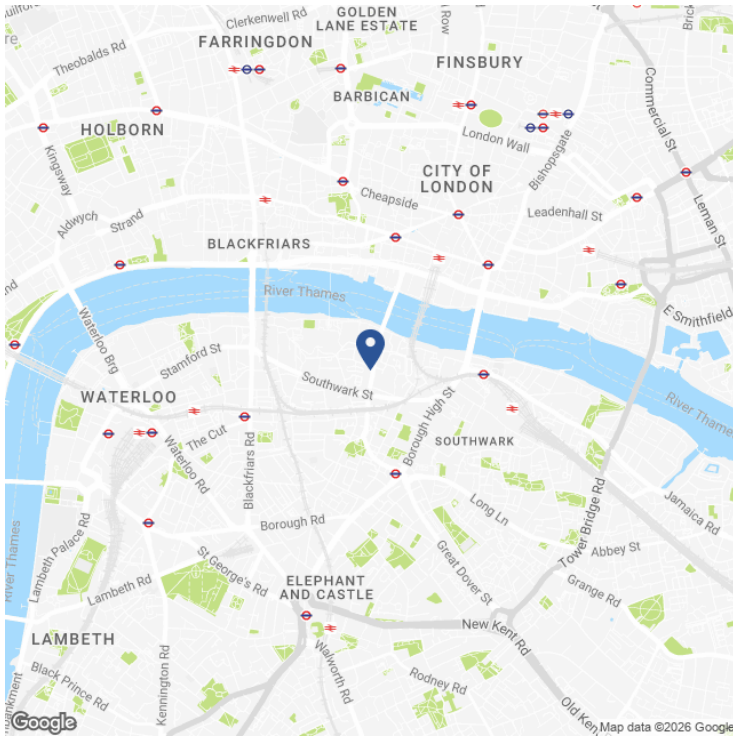 Guilford
Clerkenwell Rd
GOLDEN
LANE ESTATE
Row
Brick
Theobalds Rd
FARRINGDON
FINSBURY
BARBICAN
Commercial St
HOLBORN
London Wall
Bishopsgate
Kingsway
CITY OF
LONDON
Cheapside
Leman St
Aldwych
Strand
Leadenhall St
BLACKFRIARS
River Thames
E Smithfield
Waterloo Brg
Stamford St
Southwark St
WATERLOO
Borough High St
River Thames
The Cut
SOUTHWARK
Waterloo Rd
Blackfriars Rd
Long Ln
Jamaica Rd
Borough Rd
Tower Bridge Rd
Lambeth Palace Rd
River Thames
St George's Rd
Great Dover St
Abbey St
Lambeth Rd
ELEPHANT
AND CASTLE
Grange Rd
New Kent Rd
LAMBETH
Walworth Rd
Black Prince Rd
Kennington Rd
Rodney Rd
Old Ken
bankment
Google
Map data ©2026 Google